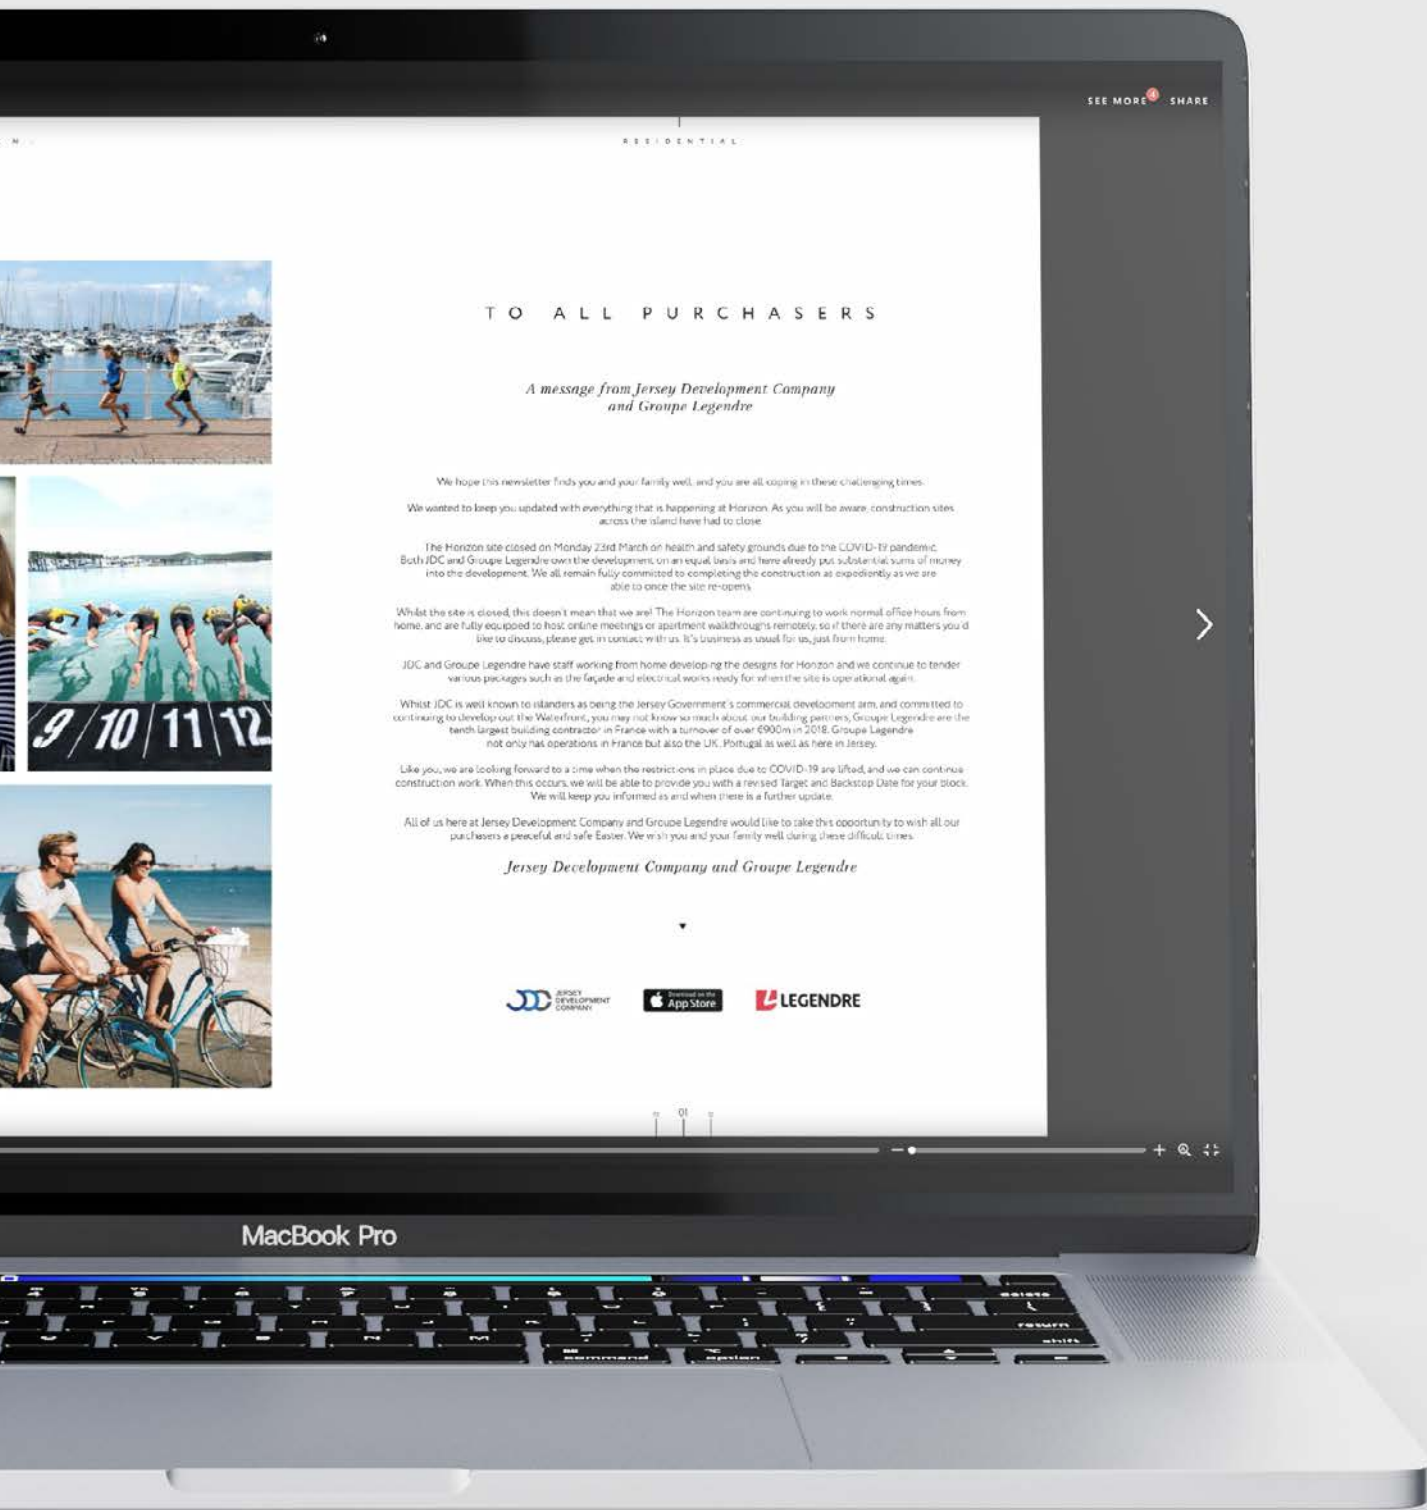 SEE MORE 4 SHARE
RESIDENTIAL
TO ALL PURCHASERS
A message from Jersey Development Company
and Groupe Legendre
We hope this newsletter finds you and your family well, and you are all coping in these challenging times.
We wanted to keep you updated with everything that is happening at Horizon. As you will be aware, construction sites
across the island have had to close.
The Horizon site closed on Monday 23rd March on health and safety grounds due to the COVID-19 pandemic.
Both JDC and Groupe Legendre own the development on an equal basis and have already put substantial sums of money
into the development. We all remain fully committed to completing the construction as expediently as we are
able to once the site re-opens.
Whilst the site is closed, this doesn't mean that we are! The Horizon team are continuing to work normal office hours from
home, and are fully equipped to host online meetings or apartment walkthroughs remotely, so if there are any matters you'd
like to discuss, please get in contact with us. It's business as usual for us, just from home.
JDC and Groupe Legendre have staff working from home developing the designs for Horizon and we continue to tender
various packages such as the façade and electrical works ready for when the site is operational again.
Whilst JDC is well known to islanders as being the Jersey Government's commercial development arm, and committed to
continuing to develop out the Waterfront, you may not know so much about our building partners, Groupe Legendre are the
tenth largest building contractor in France with a turnover of over €900m in 2018. Groupe Legendre
not only has operations in France but also the UK, Portugal as well as here in Jersey.
Like you, we are looking forward to a time when the restrictions in place due to COVID-19 are lifted, and we can continue
construction work. When this occurs, we will be able to provide you with a revised Target and Backstop Date for your block.
We will keep you informed as and when there is a further update.
All of us here at Jersey Development Company and Groupe Legendre would like to take this opportunity to wish all our
purchasers a peaceful and safe Easter. We wish you and your family well during these difficult times.
Jersey Development Company and Groupe Legendre
JDC JERSEY
DEVELOPMENT
COMPANY
Download on the
App Store
LEGENDRE
01
9/10/11/12
MacBook Pro
delete
return
shift
command
option